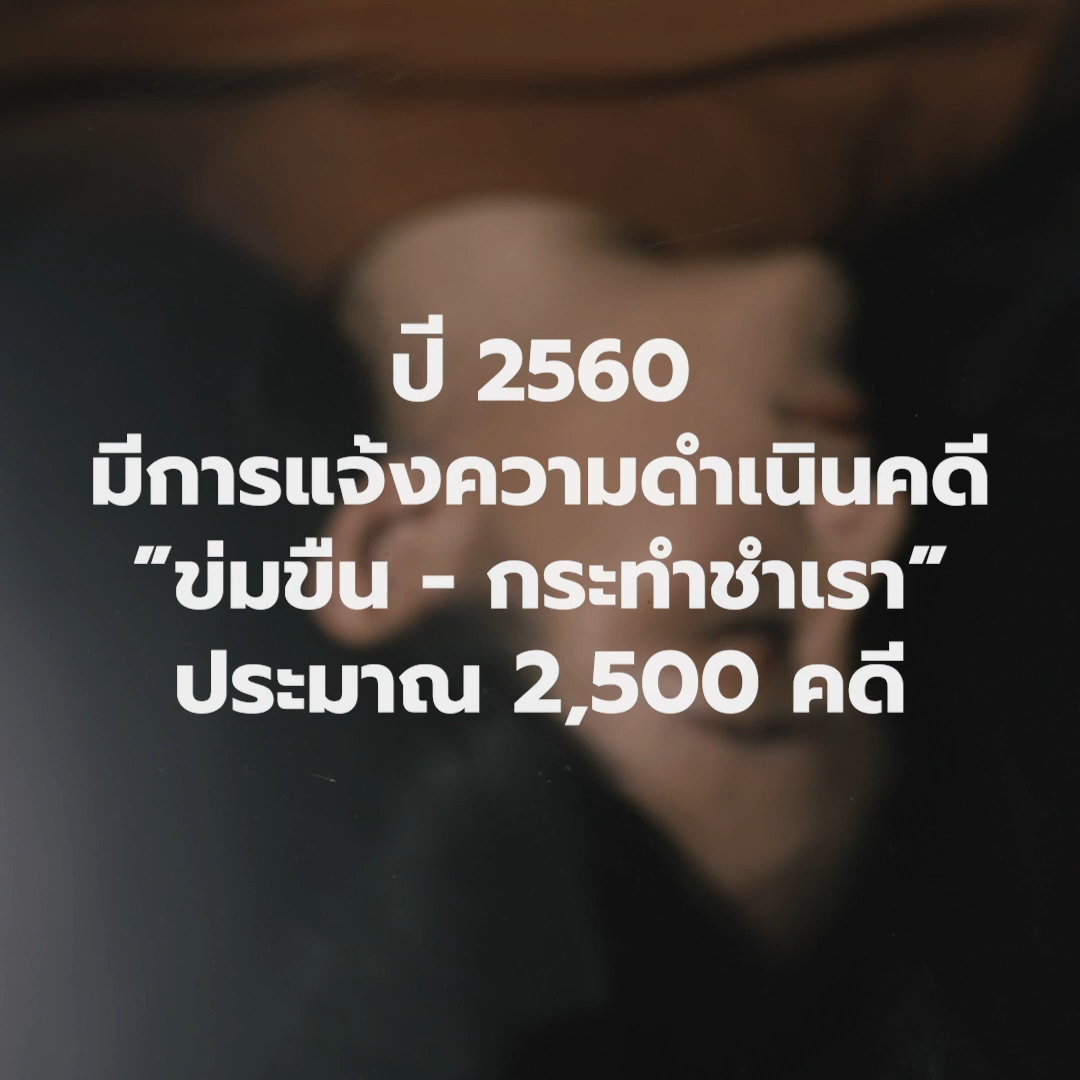 ปี 2560
มีการแจ้งความดำเนินคดี
"ข่มขืน - กระทำชำเรา"
ประมาณ 2,500 คดี